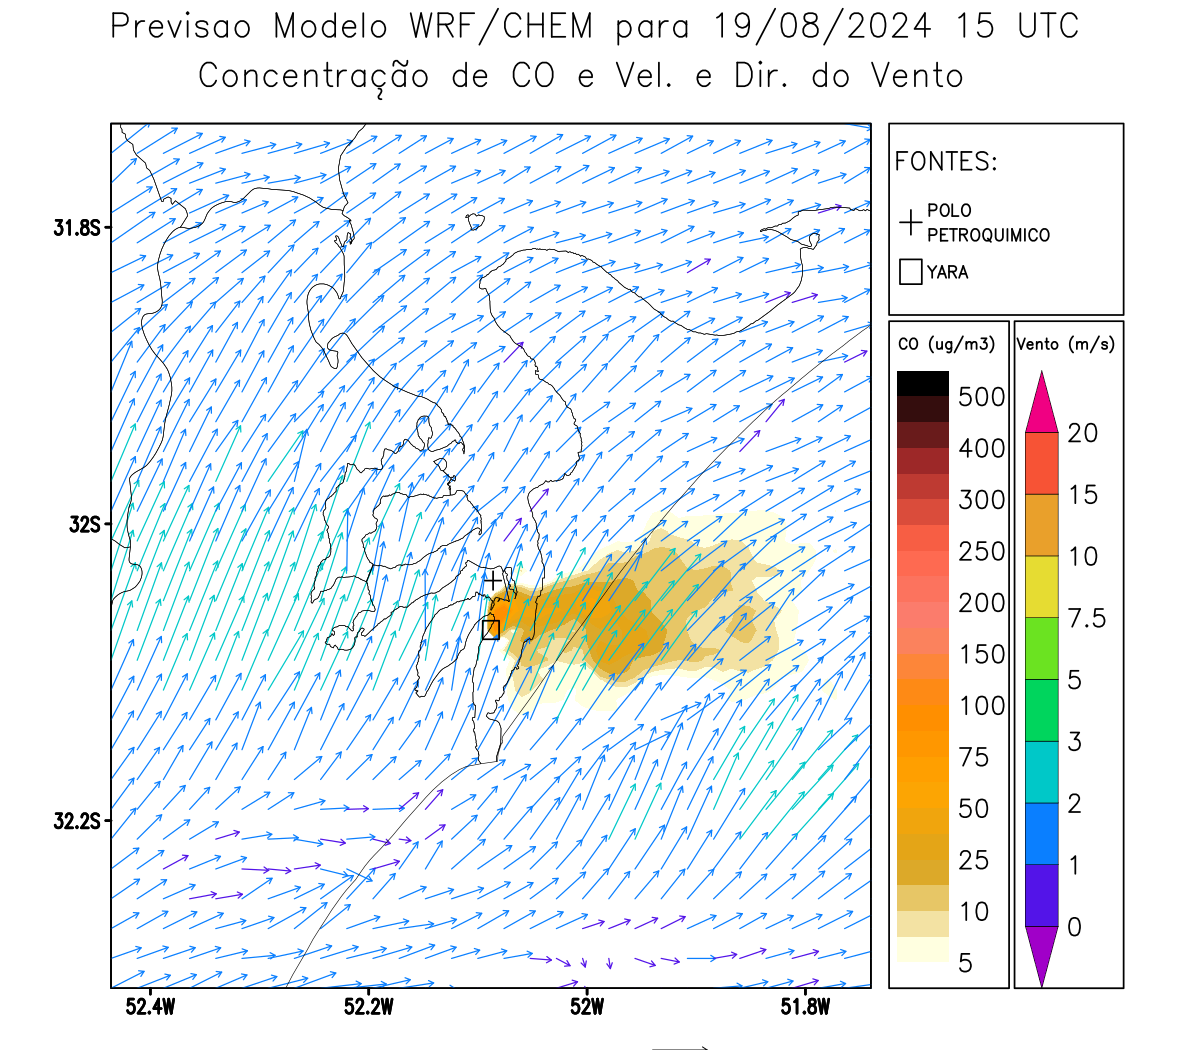 Previsao Modelo WRF/CHEM para 19/08/2024 15 UTC
Concentração de CO e Vel. e Dir. do Vento
FONTES:
POLO
PETROQUIMICO
YARA
CO (ug/m3)
500
400
300
250
200
150
100
75
50
25
10
5
Vento (m/s)
20
15
10
7.5
5
3
2
1
0
31.8S
32S
32.2S
52.4W
52.2W
52W
51.8W